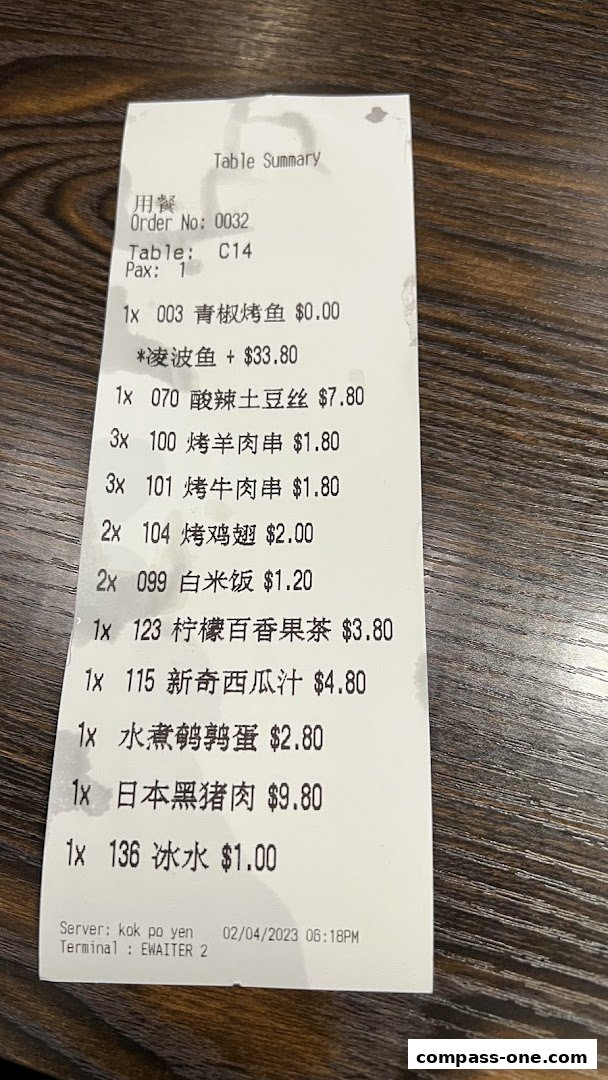 Table Summary
用餐
Order No: 0032
Table: C14
Pax: 1
1x 003 青椒烤鱼 $0.00
*凌波鱼 + $33.80
1x 070 酸辣土豆丝 $7.80
3x 100 烤羊肉串 $1.80
3x 101 烤牛肉串 $1.80
2x 104 烤鸡翅 $2.00
2x 099 白米饭 $1.20
1x 123 柠檬百香果茶 $3.80
1x 115 新奇西瓜汁 $4.80
1x 水煮鹌鹑蛋 $2.80
1x 日本黑猪肉 $9.80
1x 136 冰水 $1.00
Server: kok po yen 02/04/2023 06:18PM
Terminal : EWAITER 2
compass-one.com